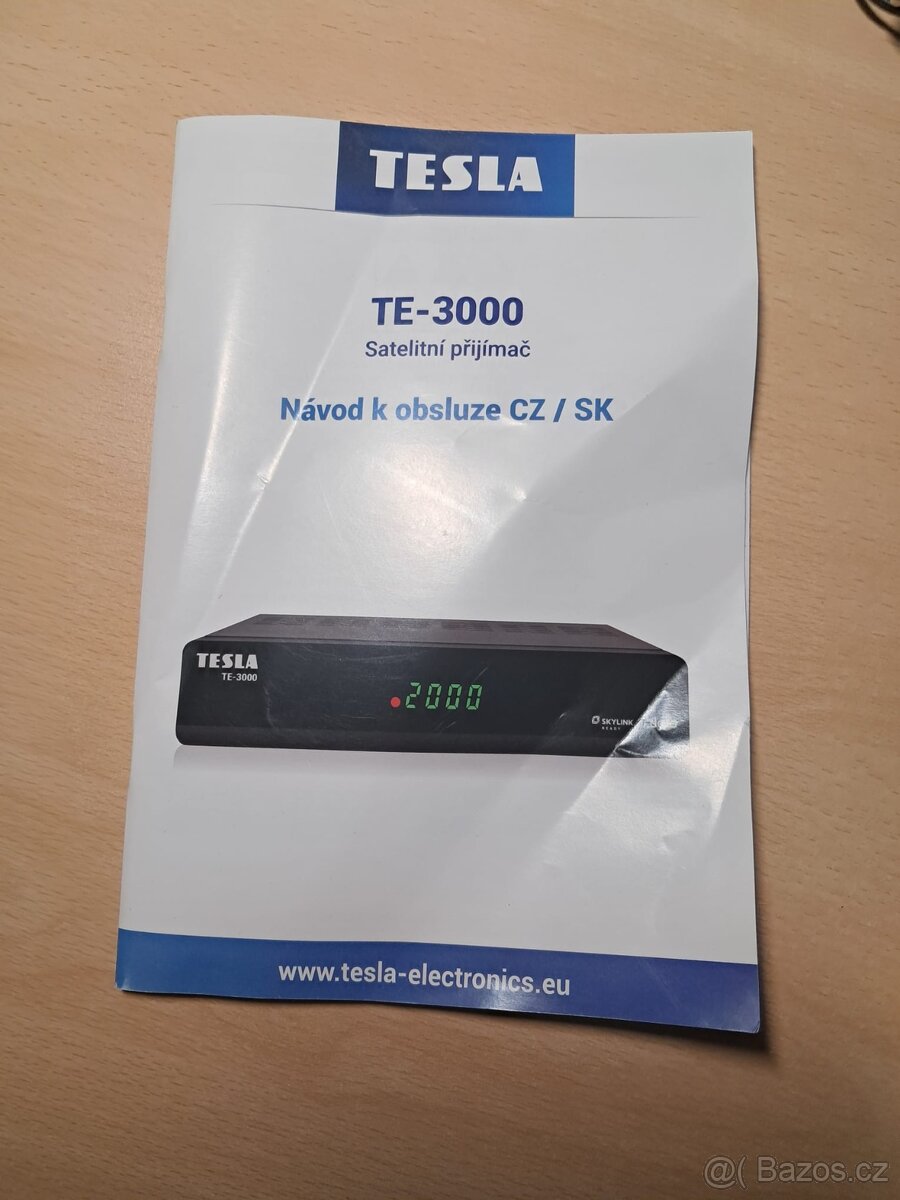 TESLA
TE-3000
Satelitní přijímač
Návod k obsluze CZ / SK
TESLA
TE-3000
2000
SKYLINK
READY
www.tesla-electronics.eu
@( Bazos.cz